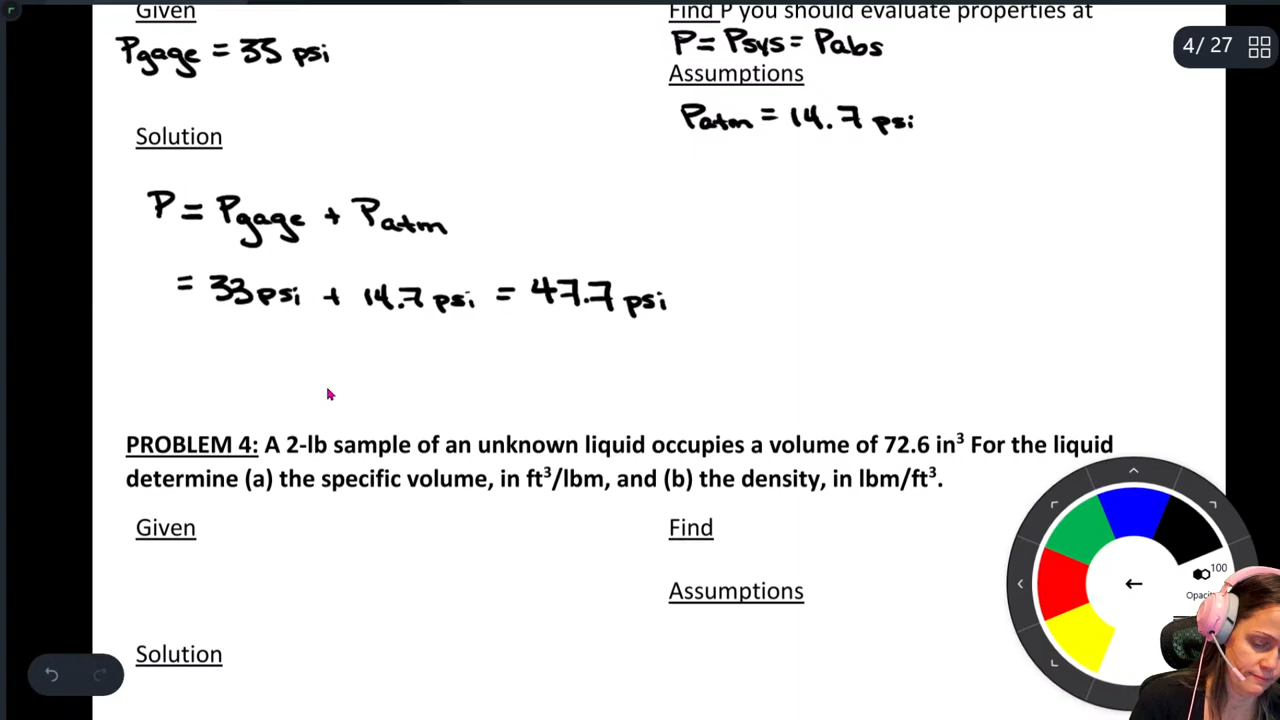 Given
Find P you should evaluate properties at
4/27
Pgage = 35 psi
P = Psys = Pabs
Assumptions
Patm = 14.7 psi
Solution
P = Pgage + Patm
= 33 psi + 14.7 psi = 47.7 psi
PROBLEM 4: A 2-lb sample of an unknown liquid occupies a volume of 72.6 in³ For the liquid
determine (a) the specific volume, in ft³/lbm, and (b) the density, in lbm/ft³.
Given
Find
100
Assumptions
Solution